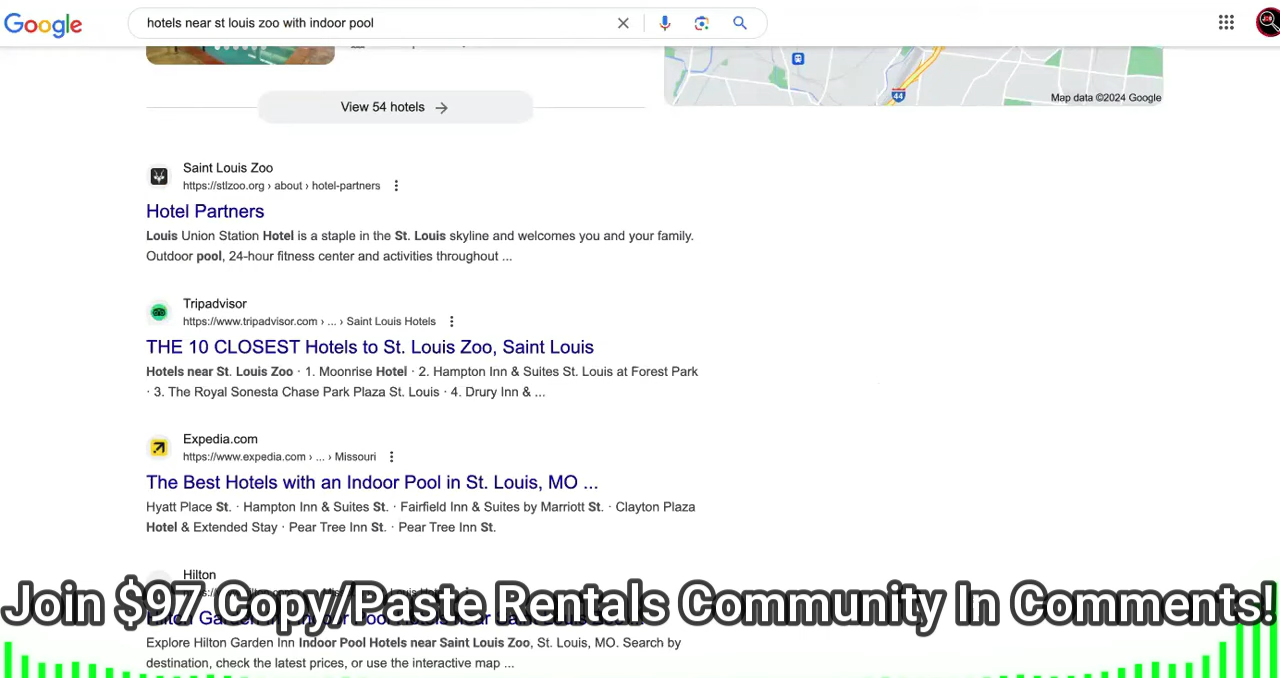 Google
hotels near st louis zoo with indoor pool
View 54 hotels
44
Map data ©2024 Google
Saint Louis Zoo
https://stlzoo.org › about › hotel-partners
Hotel Partners
Louis Union Station Hotel is a staple in the St. Louis skyline and welcomes you and your family.
Outdoor pool, 24-hour fitness center and activities throughout ...
Tripadvisor
https://www.tripadvisor.com › ... › Saint Louis Hotels
THE 10 CLOSEST Hotels to St. Louis Zoo, Saint Louis
Hotels near St. Louis Zoo · 1. Moonrise Hotel · 2. Hampton Inn & Suites St. Louis at Forest Park
· 3. The Royal Sonesta Chase Park Plaza St. Louis · 4. Drury Inn & ...
Expedia.com
https://www.expedia.com › ... › Missouri
The Best Hotels with an Indoor Pool in St. Louis, MO ...
Hyatt Place St. · Hampton Inn & Suites St. · Fairfield Inn & Suites by Marriott St. · Clayton Plaza
Hotel & Extended Stay · Pear Tree Inn St. · Pear Tree Inn St.
Hilton
Join $97 Copy/Paste Rentals Community In Comments!
Explore Hilton Garden Inn Indoor Pool Hotels near Saint Louis Zoo, St. Louis, MO. Search by
destination, check the latest prices, or use the interactive map ...